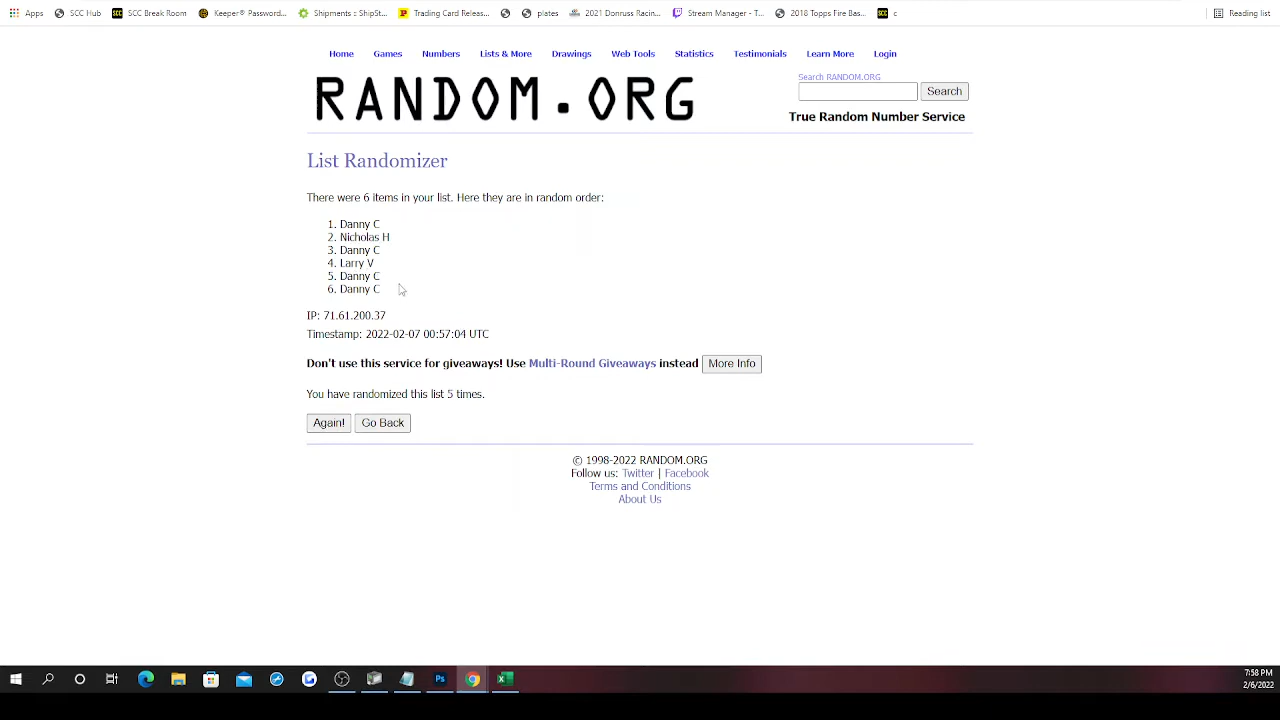 Apps SCC Hub SCC Break Room Keeper® Password... Shipments :: ShipSt... Trading Card Releas... plates 2021 Donruss Racin... Stream Manager - T... 2018 Topps Fire Bas... c Reading list
Home Games Numbers Lists & More Drawings Web Tools Statistics Testimonials Learn More Login
RANDOM.ORG
Search RANDOM.ORG
Search
True Random Number Service
List Randomizer
There were 6 items in your list. Here they are in random order:
1. Danny C
2. Nicholas H
3. Danny C
4. Larry V
5. Danny C
6. Danny C
IP: 71.61.200.37
Timestamp: 2022-02-07 00:57:04 UTC
Don't use this service for giveaways! Use Multi-Round Giveaways instead More Info
You have randomized this list 5 times.
Again! Go Back
© 1998-2022 RANDOM.ORG
Follow us: Twitter | Facebook
Terms and Conditions
About Us
7:58 PM
2/6/2022